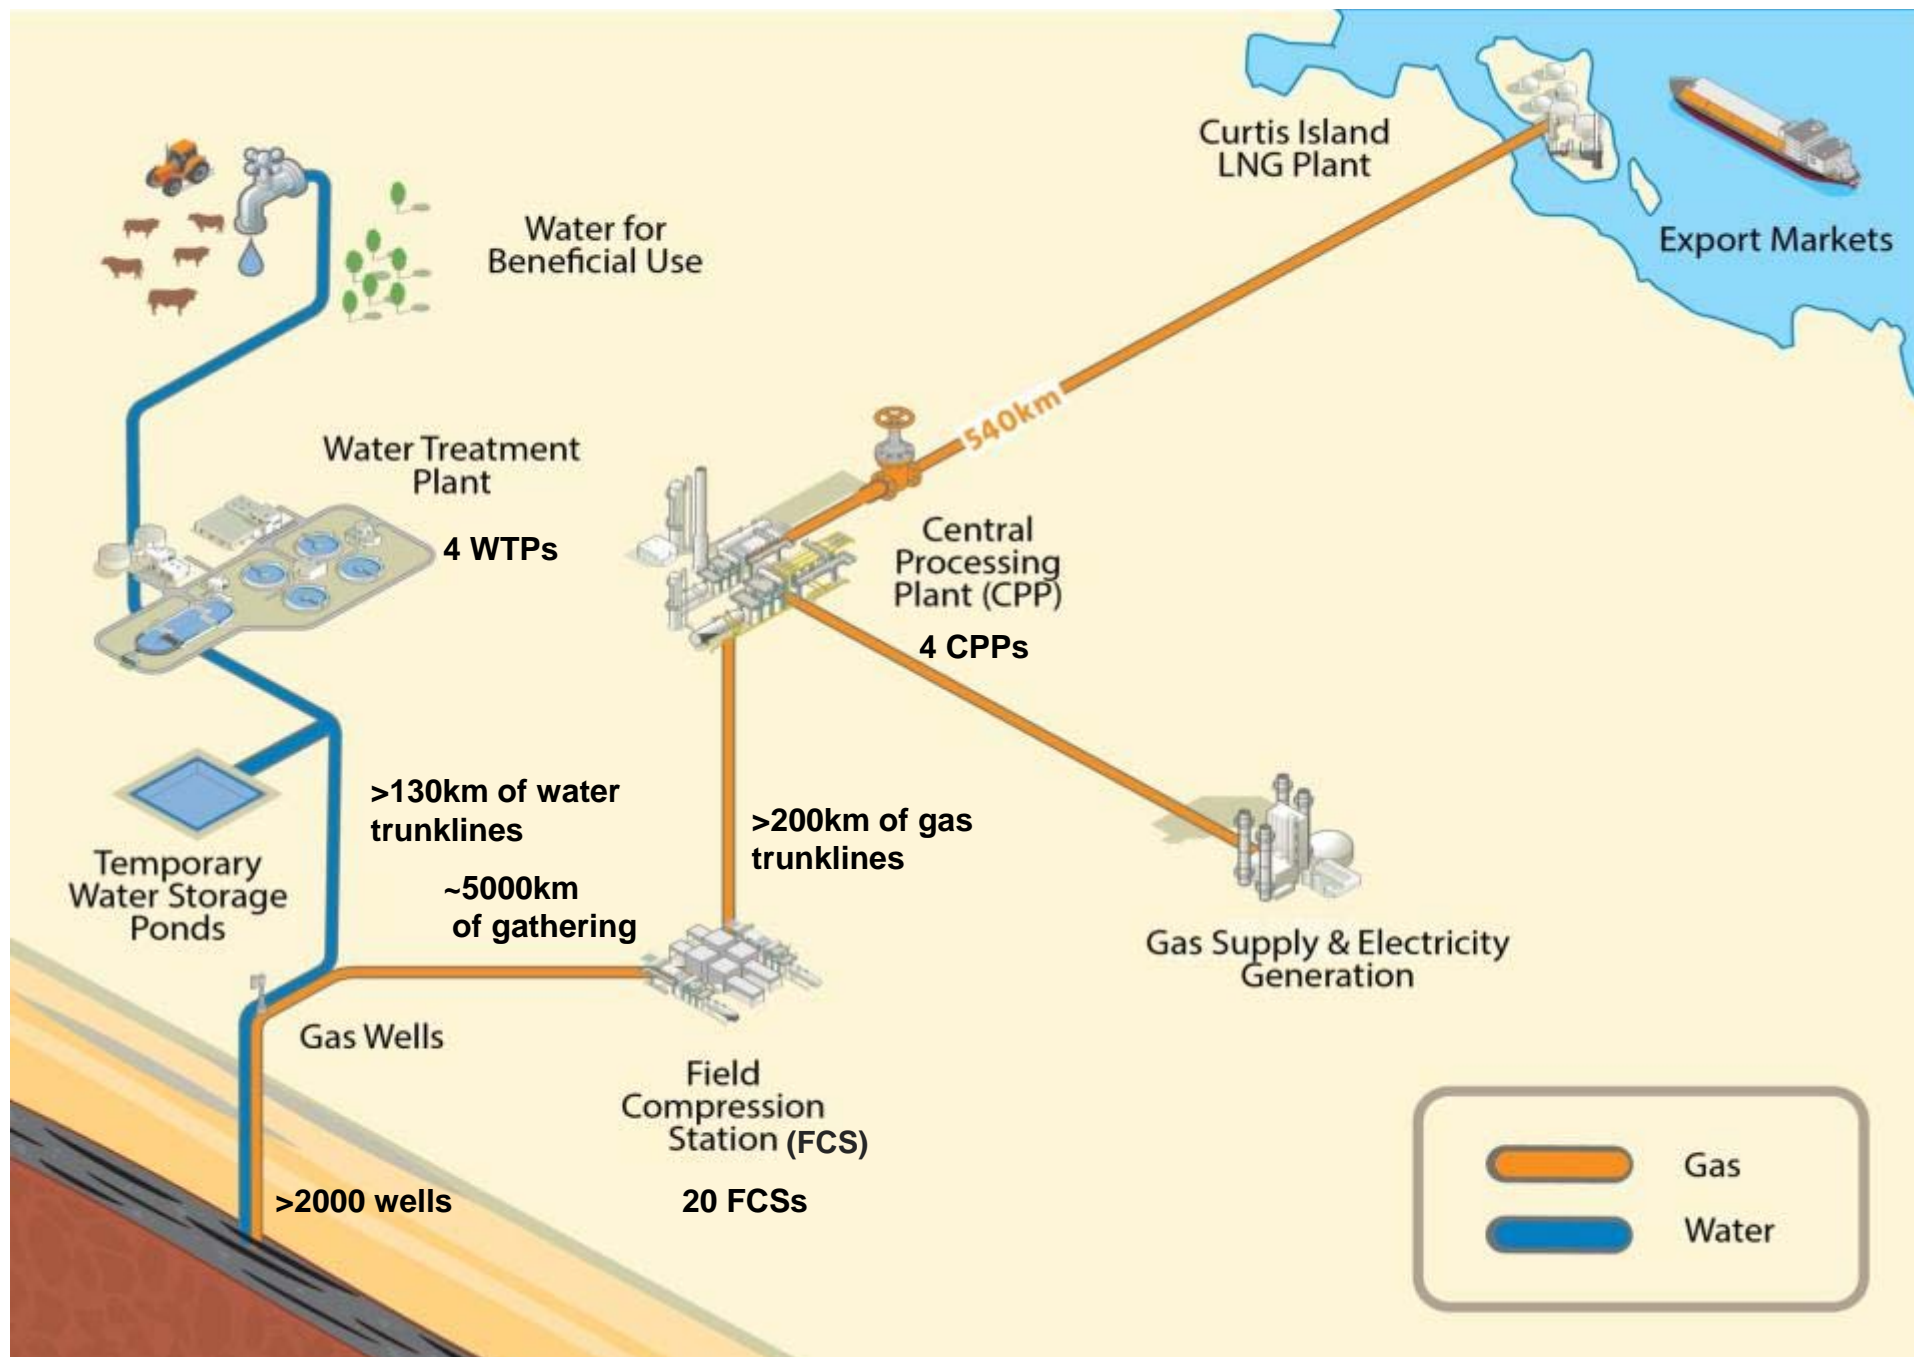 Curtis Island
LNG Plant
Export Markets
Water for
Beneficial Use
540km
Water Treatment
Plant
4 WTPs
Central
Processing
Plant (CPP)
4 CPPs
>130km of water
trunklines
>200km of gas
trunklines
Temporary
Water Storage
Ponds
~5000km
of gathering
Gas Supply & Electricity
Generation
Gas Wells
Field
Compression
Station (FCS)
>2000 wells
20 FCSs
Gas
Water